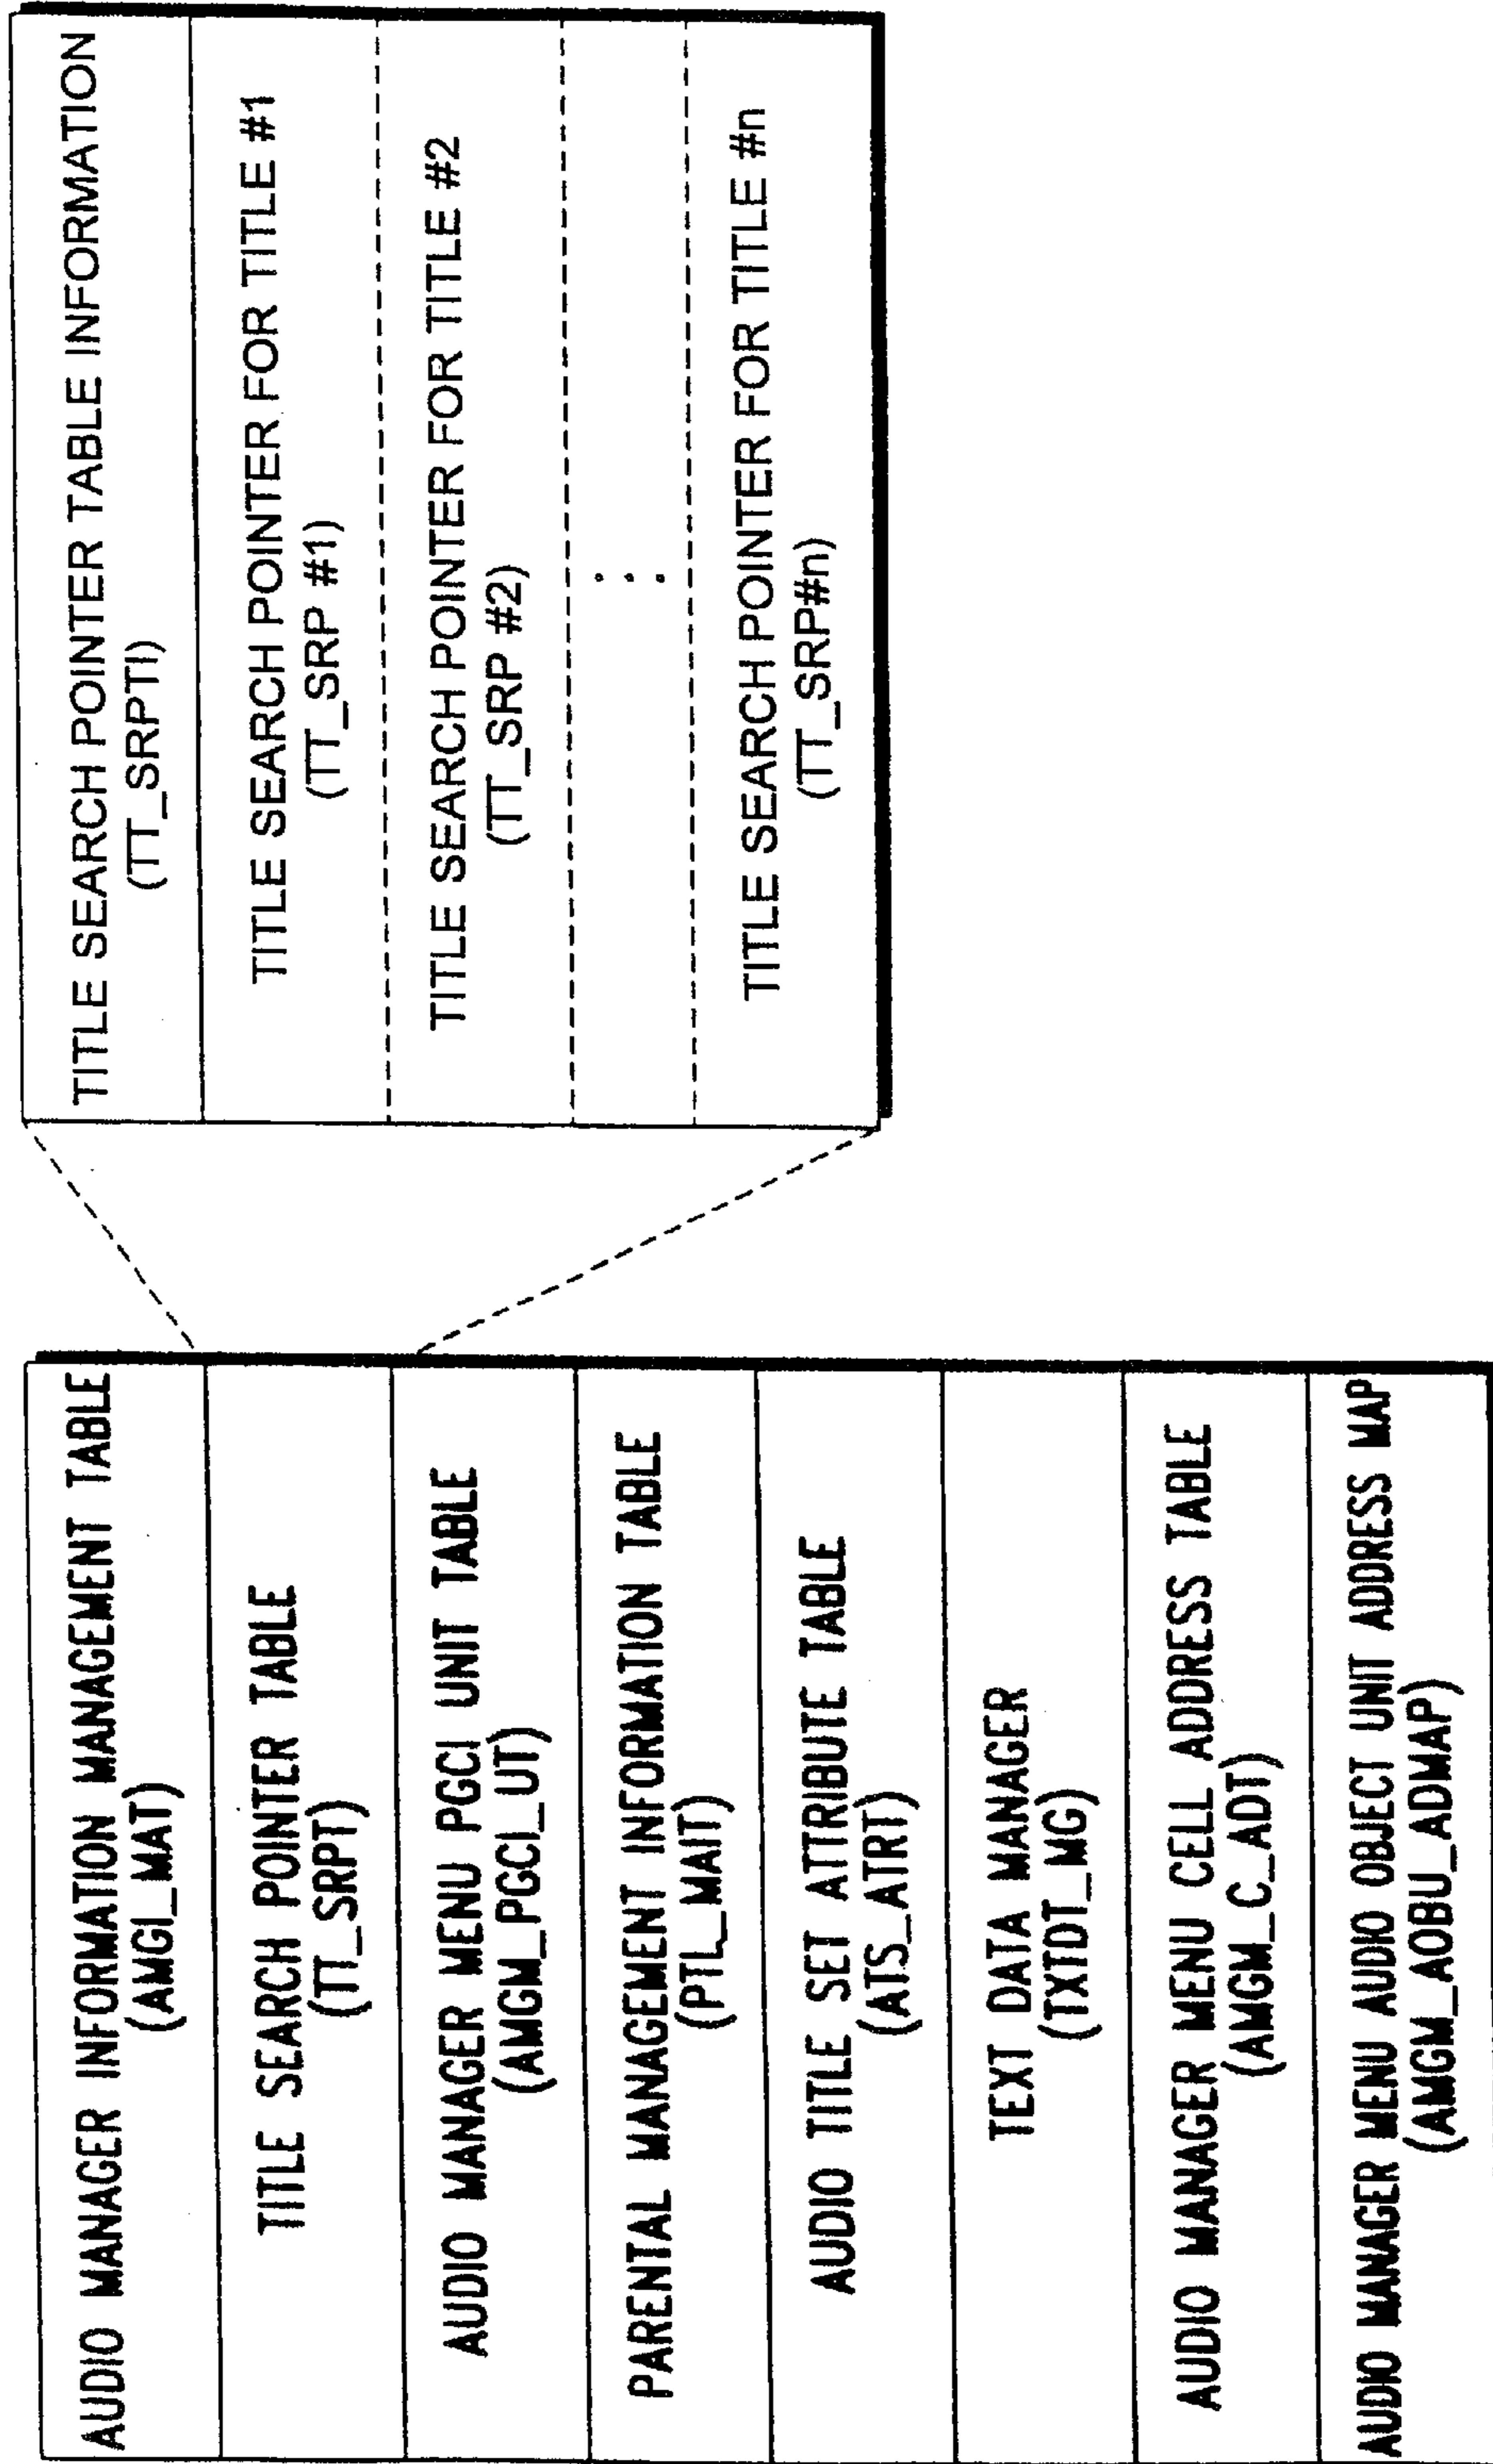 AUDIO MANAGER INFORMATION MANAGEMENT TABLE
(AMGI_MAT)
TITLE SEARCH POINTER TABLE
(TT_SRPT)
AUDIO MANAGER MENU PGCI UNIT TABLE
(AMGM_PGCI_UT)
PARENTAL MANAGEMENT INFORMATION TABLE
(PTL_MAIT)
AUDIO TITLE SET ATTRIBUTE TABLE
(ATS_ATRT)
TEXT DATA MANAGER
(TXTDT_MG)
AUDIO MANAGER MENU CELL ADDRESS TABLE
(AMGM_C_ADT)
AUDIO MANAGER MENU AUDIO OBJECT UNIT ADDRESS MAP
(AMGM_AOBU_ADMAP)
TITLE SEARCH POINTER TABLE INFORMATION
(TT_SRPTI)
TITLE SEARCH POINTER FOR TITLE #1
(TT_SRP #1)
TITLE SEARCH POINTER FOR TITLE #2
(TT_SRP #2)
. . .
TITLE SEARCH POINTER FOR TITLE #n
(TT_SRP#n)